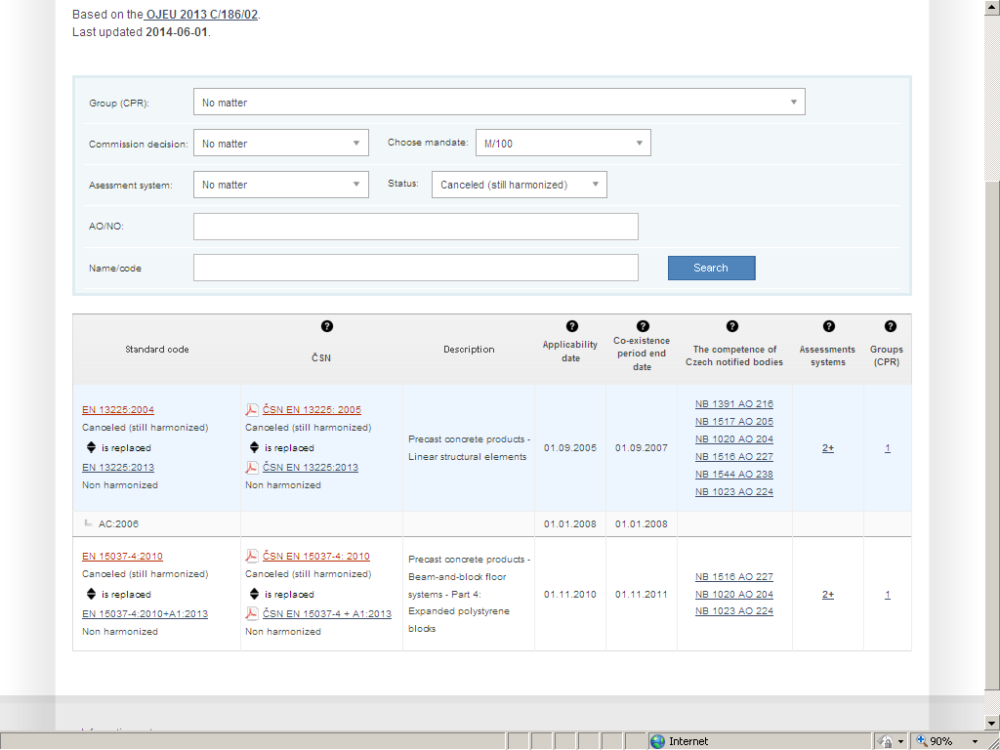 Based on the OJEU 2013 C/186/02.
Last updated 2014-06-01.
Group (CPR): No matter
Commission decision: No matter Choose mandate: M/100
Asessment system: No matter Status: Canceled (still harmonized)
AO/NO:
Name/code Search
Standard code
ČSN
Description
Applicability
date
Co-existence
period end
date
The competence of
Czech notified bodies
Assessments
systems
Groups
(CPR)
EN 13225:2004
Canceled (still harmonized)
is replaced
EN 13225:2013
Non harmonized
ČSN EN 13225: 2005
Canceled (still harmonized)
is replaced
ČSN EN 13225:2013
Non harmonized
Precast concrete products -
Linear structural elements
01.09.2005
01.09.2007
NB 1391 AO 216
NB 1517 AO 205
NB 1020 AO 204
NB 1516 AO 227
NB 1544 AO 238
NB 1023 AO 224
2+
1
AC:2006 01.01.2008 01.01.2008
EN 15037-4:2010
Canceled (still harmonized)
is replaced
EN 15037-4:2010+A1:2013
Non harmonized
ČSN EN 15037-4: 2010
Canceled (still harmonized)
is replaced
ČSN EN 15037-4 + A1:2013
Non harmonized
Precast concrete products -
Beam-and-block floor
systems - Part 4:
Expanded polystyrene
blocks
01.11.2010
01.11.2011
NB 1516 AO 227
NB 1020 AO 204
NB 1023 AO 224
2+
1
Internet 90%